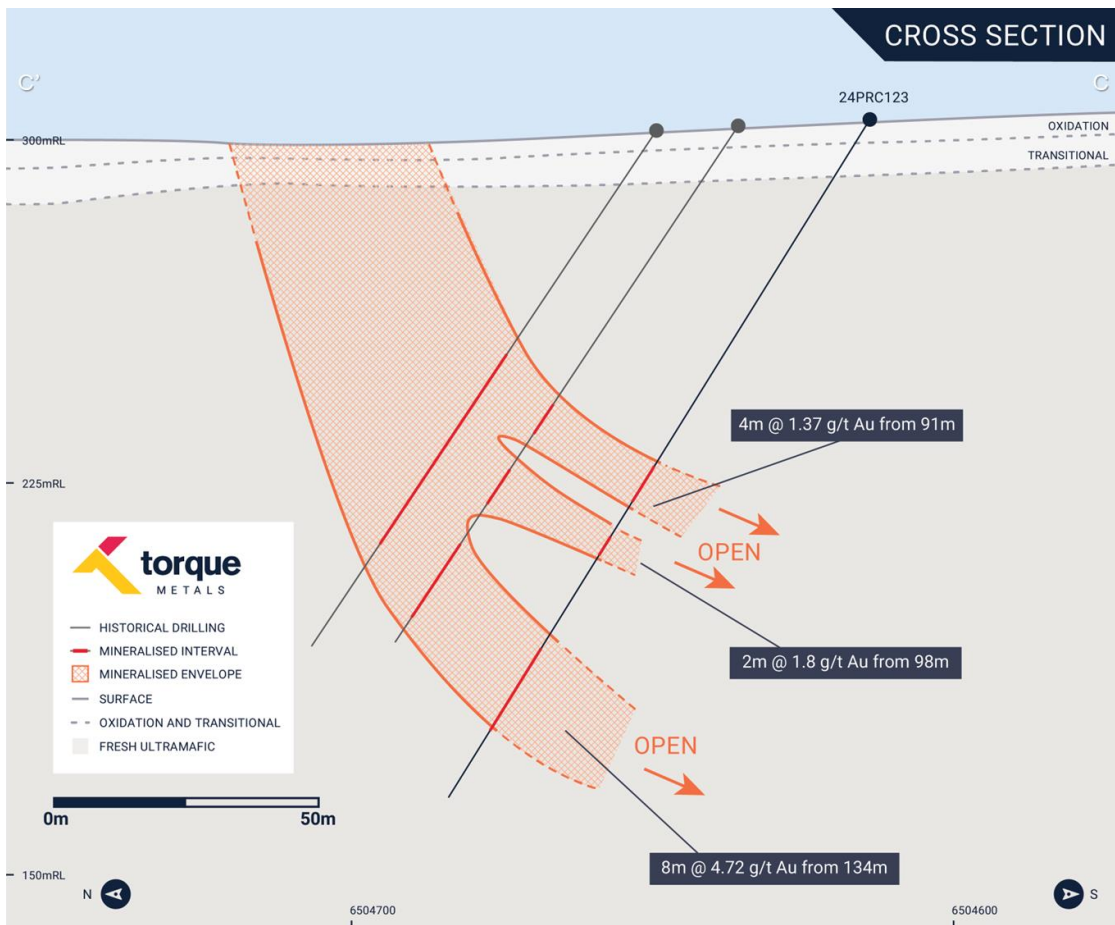 CROSS SECTION
C'
C
24PRC123
300mRL
OXIDATION
TRANSITIONAL
4m @ 1.37 g/t Au from 91m
225mRL
OPEN
torque
METALS
HISTORICAL DRILLING
MINERALISED INTERVAL
MINERALISED ENVELOPE
SURFACE
OXIDATION AND TRANSITIONAL
FRESH ULTRAMAFIC
2m @ 1.8 g/t Au from 98m
OPEN
0m
50m
8m @ 4.72 g/t Au from 134m
150mRL
N
S
6504700
6504600